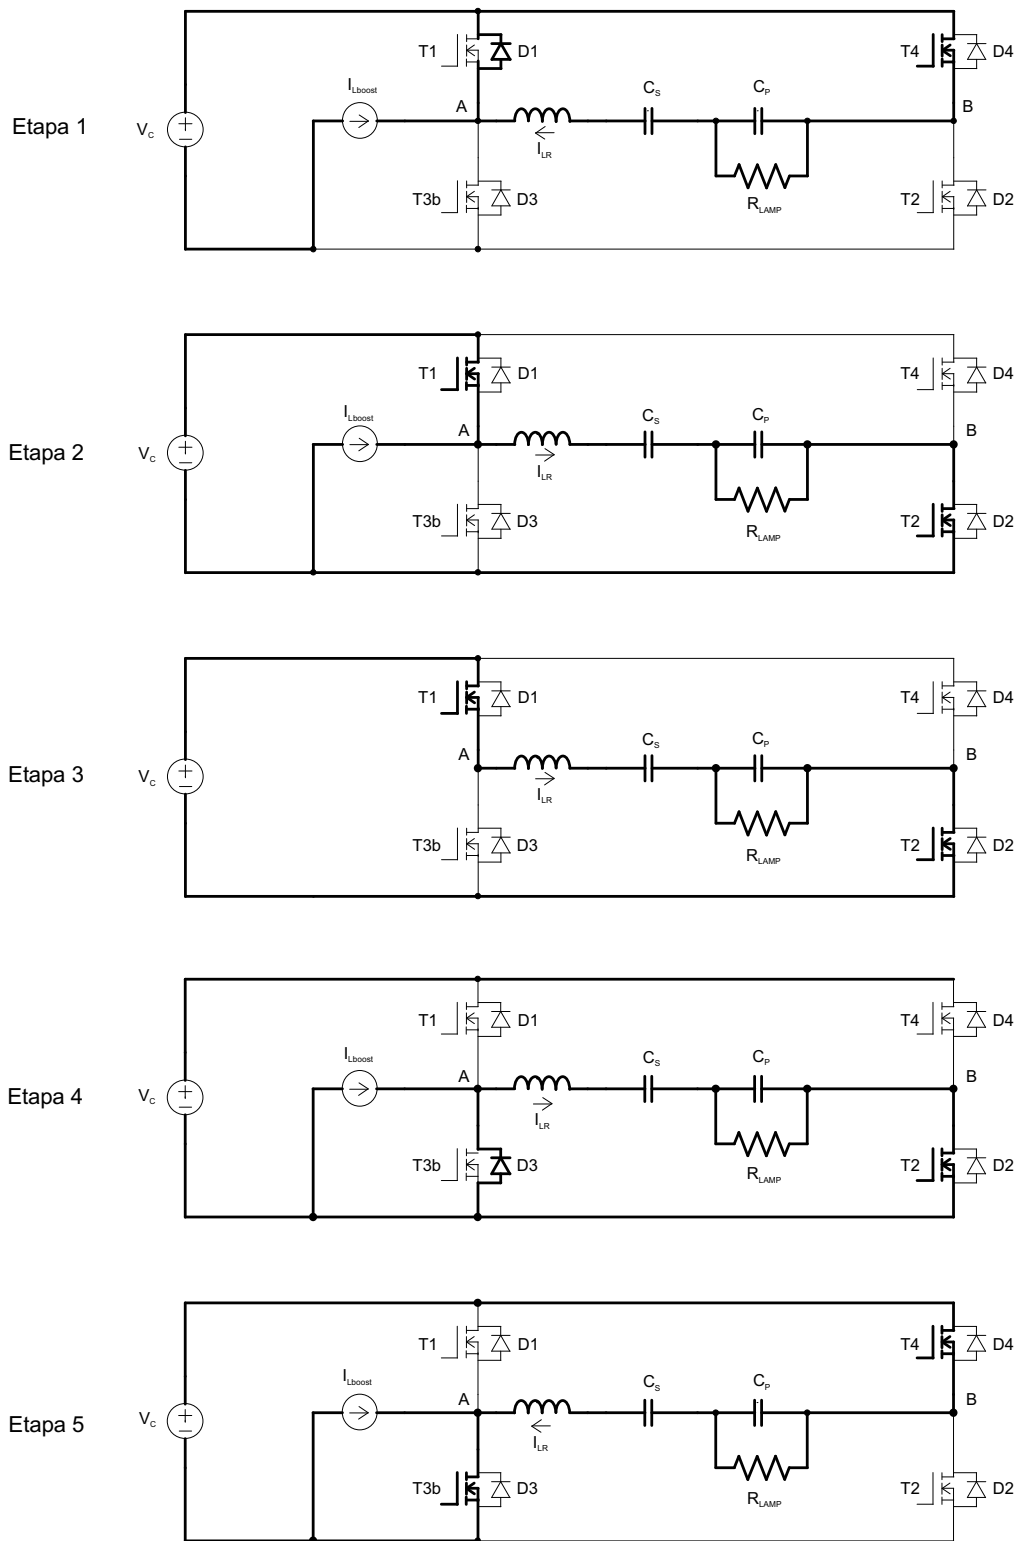 T1 D1 T4 D4
I_Lboost C_S C_P
A B
Etapa 1 V_C + −
I_LR
T3b D3 R_LAMP T2 D2
T1 D1 T4 D4
I_Lboost C_S C_P
A B
Etapa 2 V_C + −
I_LR
T3b D3 R_LAMP T2 D2
T1 D1 T4 D4
C_S C_P
A B
Etapa 3 V_C + −
I_LR
T3b D3 R_LAMP T2 D2
T1 D1 T4 D4
I_Lboost C_S C_P
A B
Etapa 4 V_C + −
I_LR
T3b D3 R_LAMP T2 D2
T1 D1 T4 D4
I_Lboost C_S C_P
A B
Etapa 5 V_C + −
I_LR
T3b D3 R_LAMP T2 D2